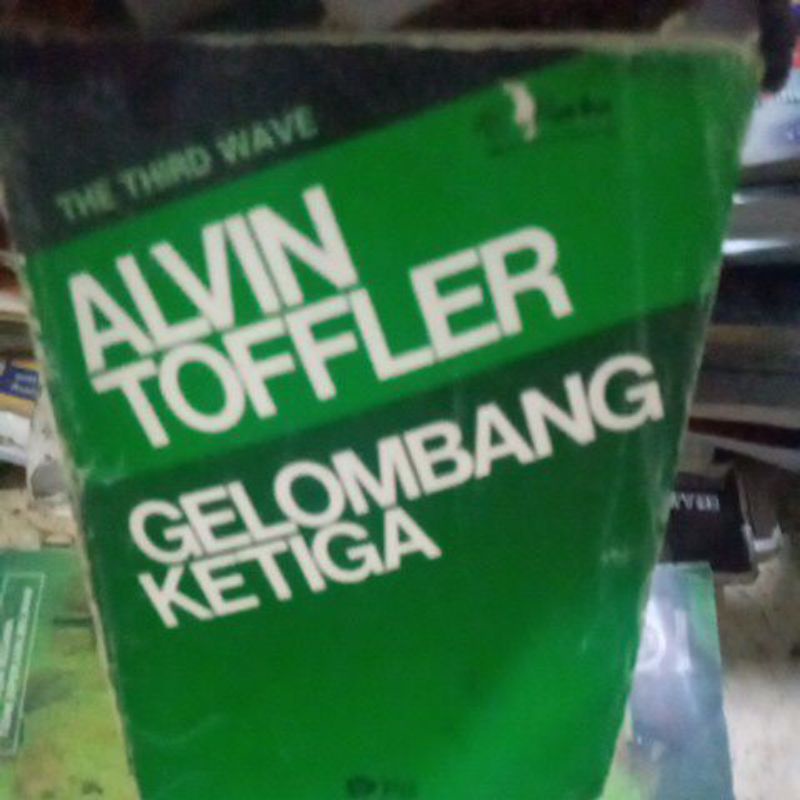 THE THIRD WAVE
ALVIN
TOFFLER
GELOMBANG
KETIGA